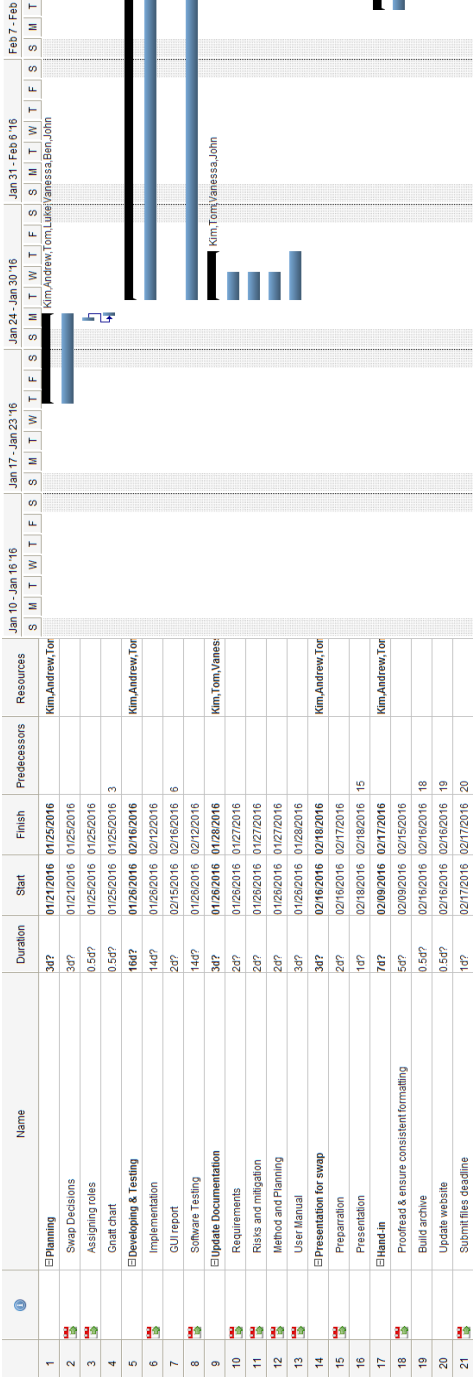 Name Duration Start Finish Predecessors Resources
1 Planning 3d? 01/21/2016 01/25/2016 Kim,Andrew,Tor
2 Swap Decisions 3d? 01/21/2016 01/25/2016
3 Assigning roles 0.5d? 01/25/2016 01/25/2016
4 Gnatt chart 0.5d? 01/25/2016 01/25/2016 3
5 Developing & Testing 16d? 01/26/2016 02/16/2016 Kim,Andrew,Tor
6 Implementation 14d? 01/26/2016 02/12/2016
7 GUI report 2d? 02/15/2016 02/16/2016 6
8 Software Testing 14d? 01/26/2016 02/12/2016
9 Update Documentation 3d? 01/26/2016 01/28/2016 Kim,Tom,Vanes
10 Requirements 2d? 01/26/2016 01/27/2016
11 Risks and mitigation 2d? 01/26/2016 01/27/2016
12 Method and Planning 2d? 01/26/2016 01/27/2016
13 User Manual 3d? 01/26/2016 01/28/2016
14 Presentation for swap 3d? 02/16/2016 02/18/2016 Kim,Andrew,Tor
15 Preparration 2d? 02/16/2016 02/17/2016
16 Presentation 1d? 02/18/2016 02/18/2016 15
17 Hand-in 7d? 02/09/2016 02/17/2016 Kim,Andrew,Tor
18 Proofread & ensure consistent formatting 5d? 02/09/2016 02/15/2016
19 Build archive 0.5d? 02/16/2016 02/16/2016 18
20 Update website 0.5d? 02/16/2016 02/16/2016 19
21 Submit files deadline 1d? 02/17/2016 02/17/2016 20
Jan 10 - Jan 16 '16 Jan 17 - Jan 23 '16 Jan 24 - Jan 30 '16 Jan 31 - Feb 6 '16 Feb 7 - Feb
S M T W T F S S M T W T F S S M T W T F S S M T W T F S S M T
Kim,Andrew,Tom,Luke,Vanessa,Ben,John
Kim,Tom,Vanessa,John